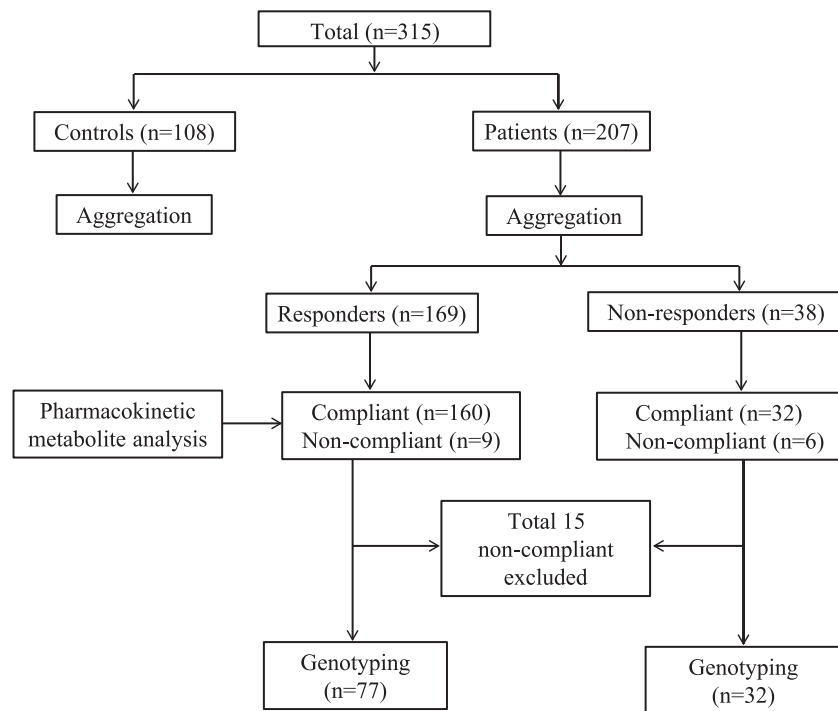 Total (n=315)
Controls (n=108)
Patients (n=207)
Aggregation
Aggregation
Responders (n=169)
Non-responders (n=38)
Pharmacokinetic
metabolite analysis
Compliant (n=160)
Non-compliant (n=9)
Compliant (n=32)
Non-compliant (n=6)
Total 15
non-compliant
excluded
Genotyping
(n=77)
Genotyping
(n=32)